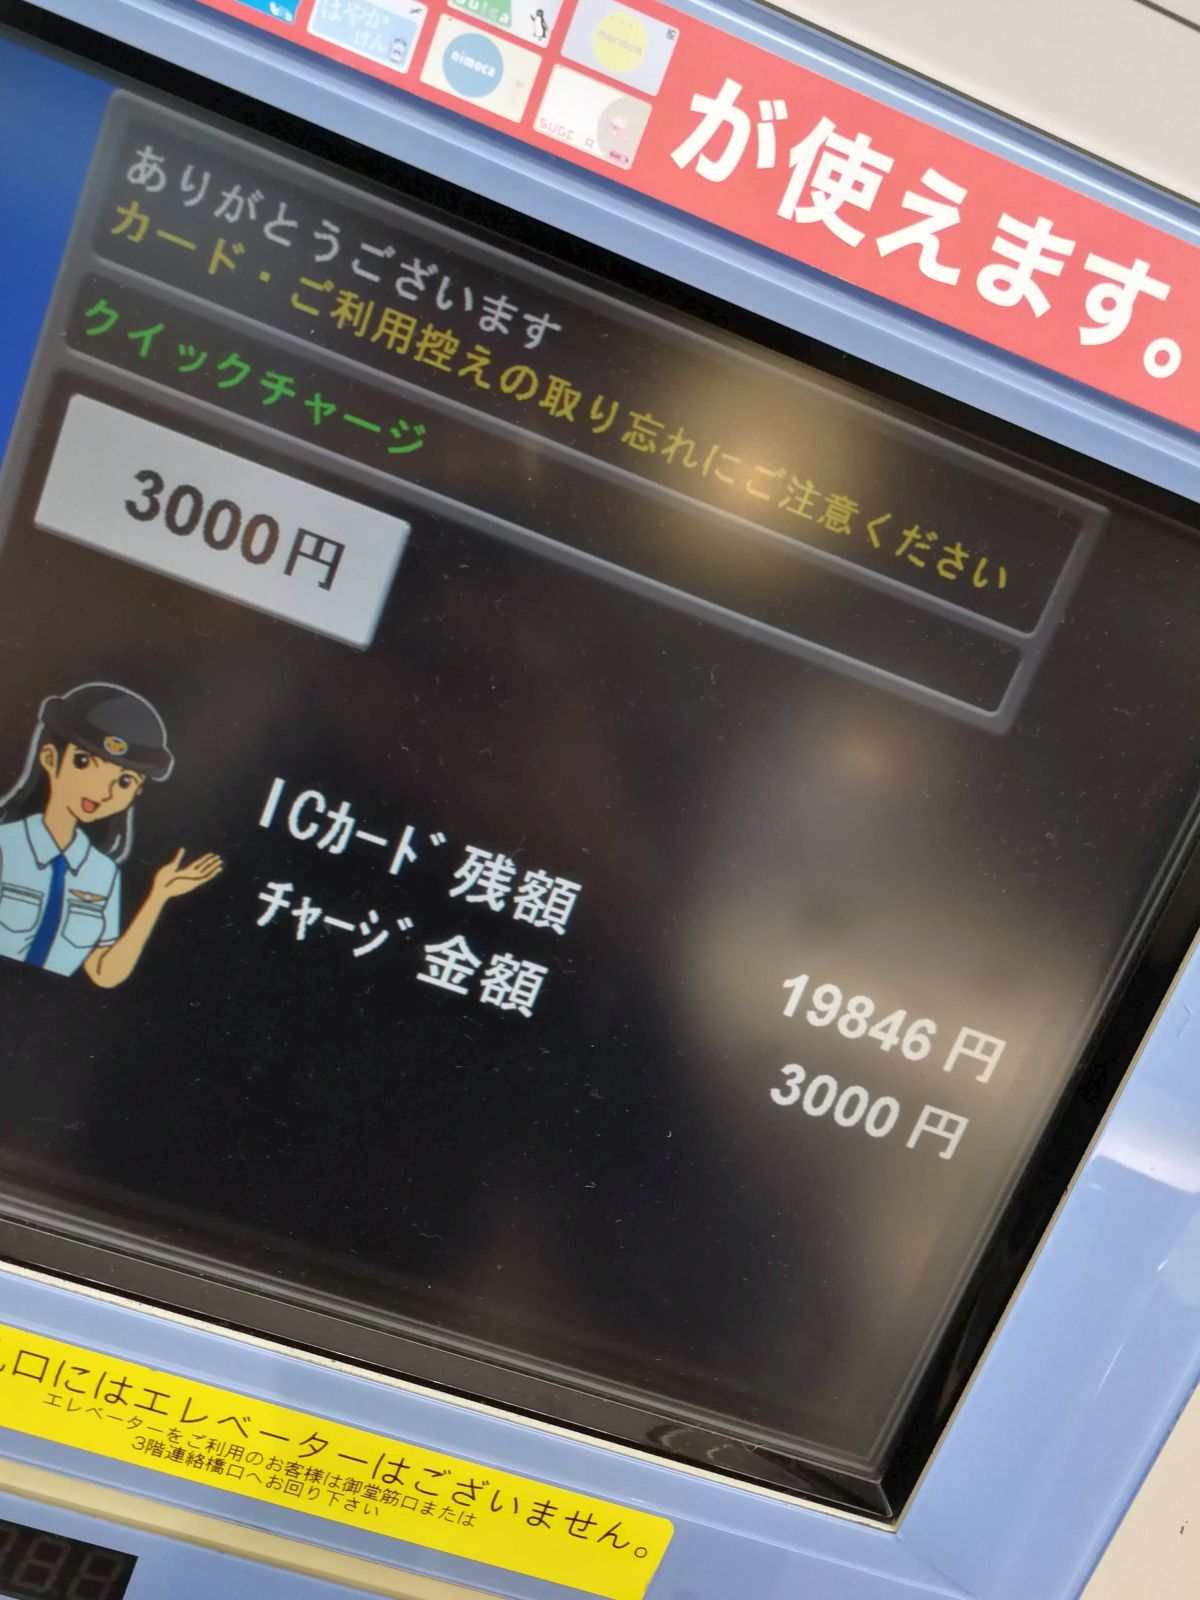 はやか
けん
Suica
nimoca
manaca
SUGOCA
が使えます。
ありがとうございます
カード・ご利用控えの取り忘れにご注意ください
クイックチャージ
3000円
ICｶｰﾄﾞ残額 19846円
ﾁｬｰｼﾞ金額 3000円
口にはエレベーターはございません。
エレベーターをご利用のお客様は御堂筋口または
3階連絡橋口へお回り下さい